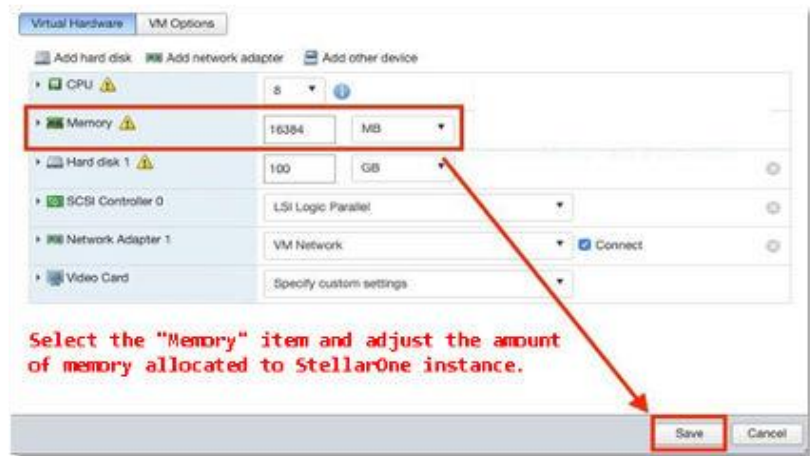 Virtual Hardware VM Options
Add hard disk Add network adapter Add other device
CPU 8
Memory 16384 MB
Hard disk 1 100 GB
SCSI Controller 0 LSI Logic Parallel
Network Adapter 1 VM Network Connect
Video Card Specify custom settings
Select the "Memory" item and adjust the amount
of memory allocated to StellarOne instance.
Save Cancel